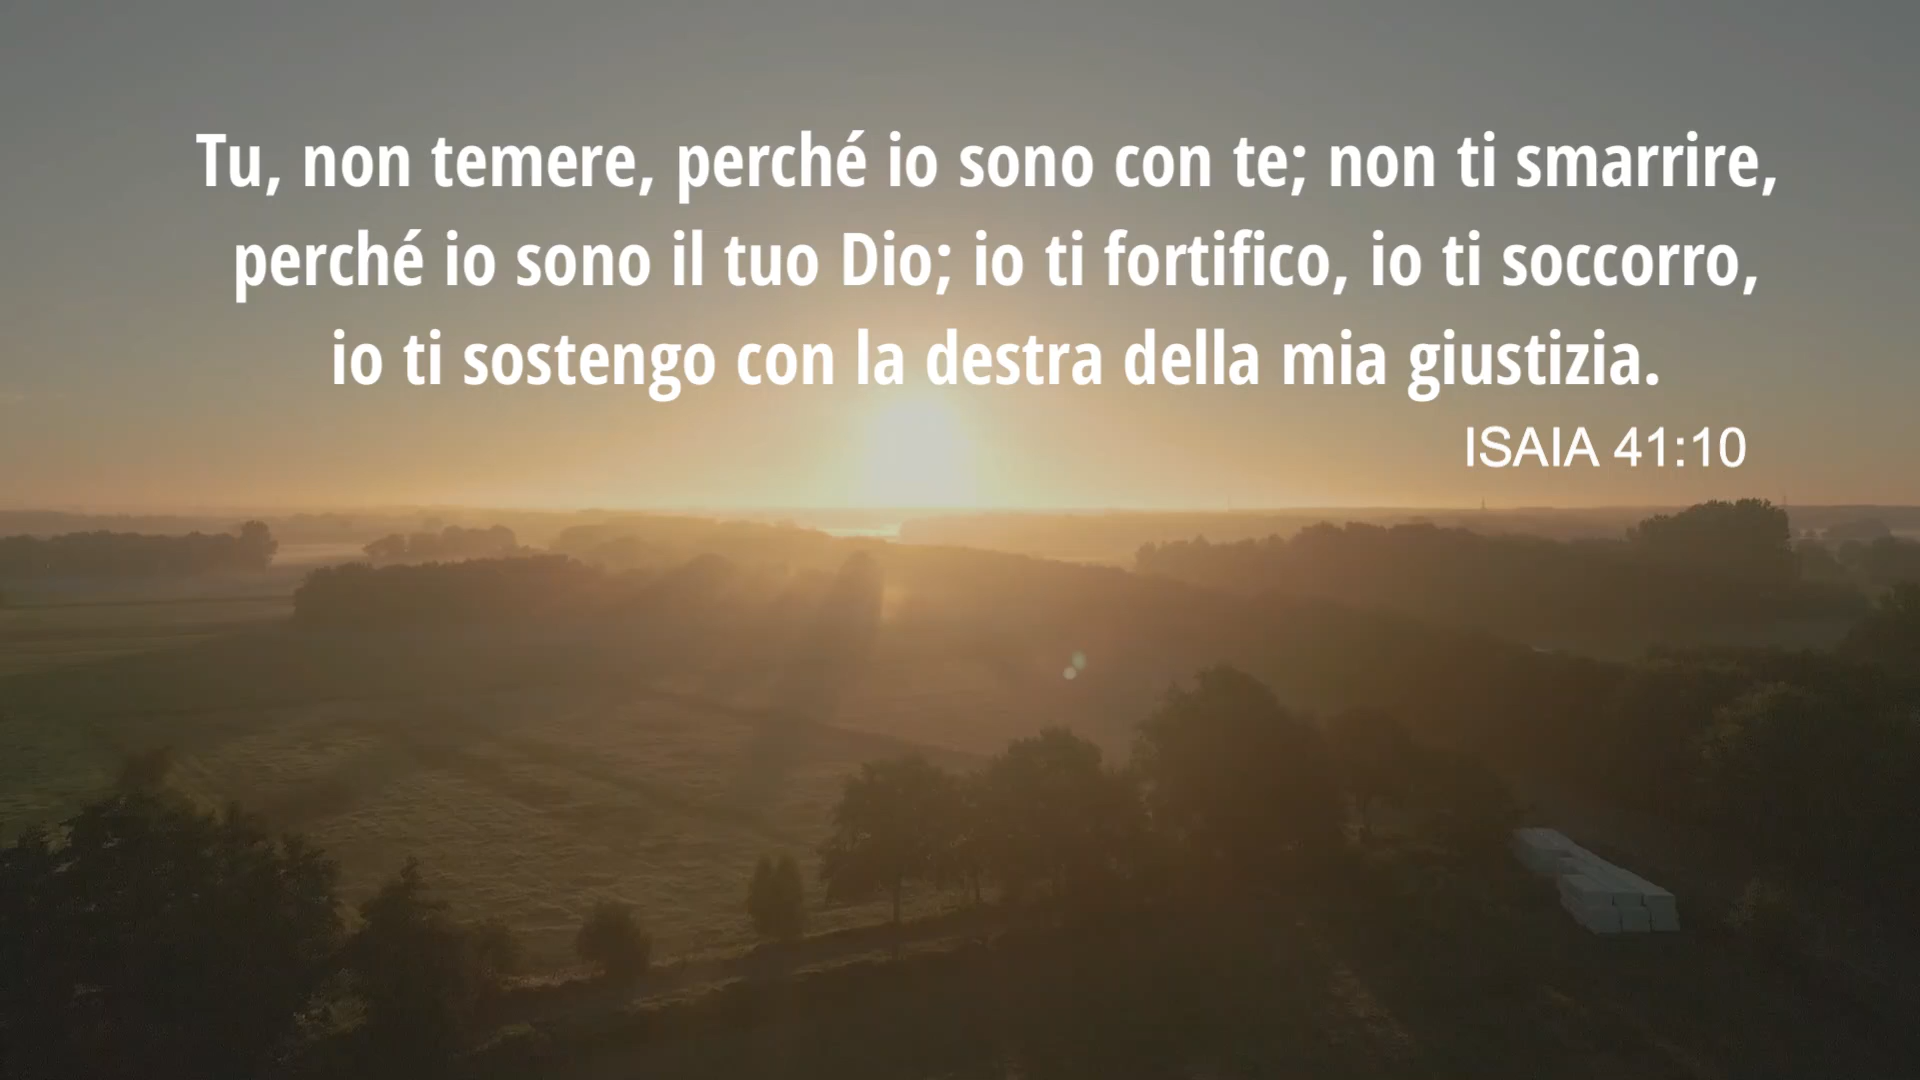 Tu, non temere, perché io sono con te; non ti smarrire,
perché io sono il tuo Dio; io ti fortifico, io ti soccorro,
io ti sostengo con la destra della mia giustizia.
ISAIA 41:10